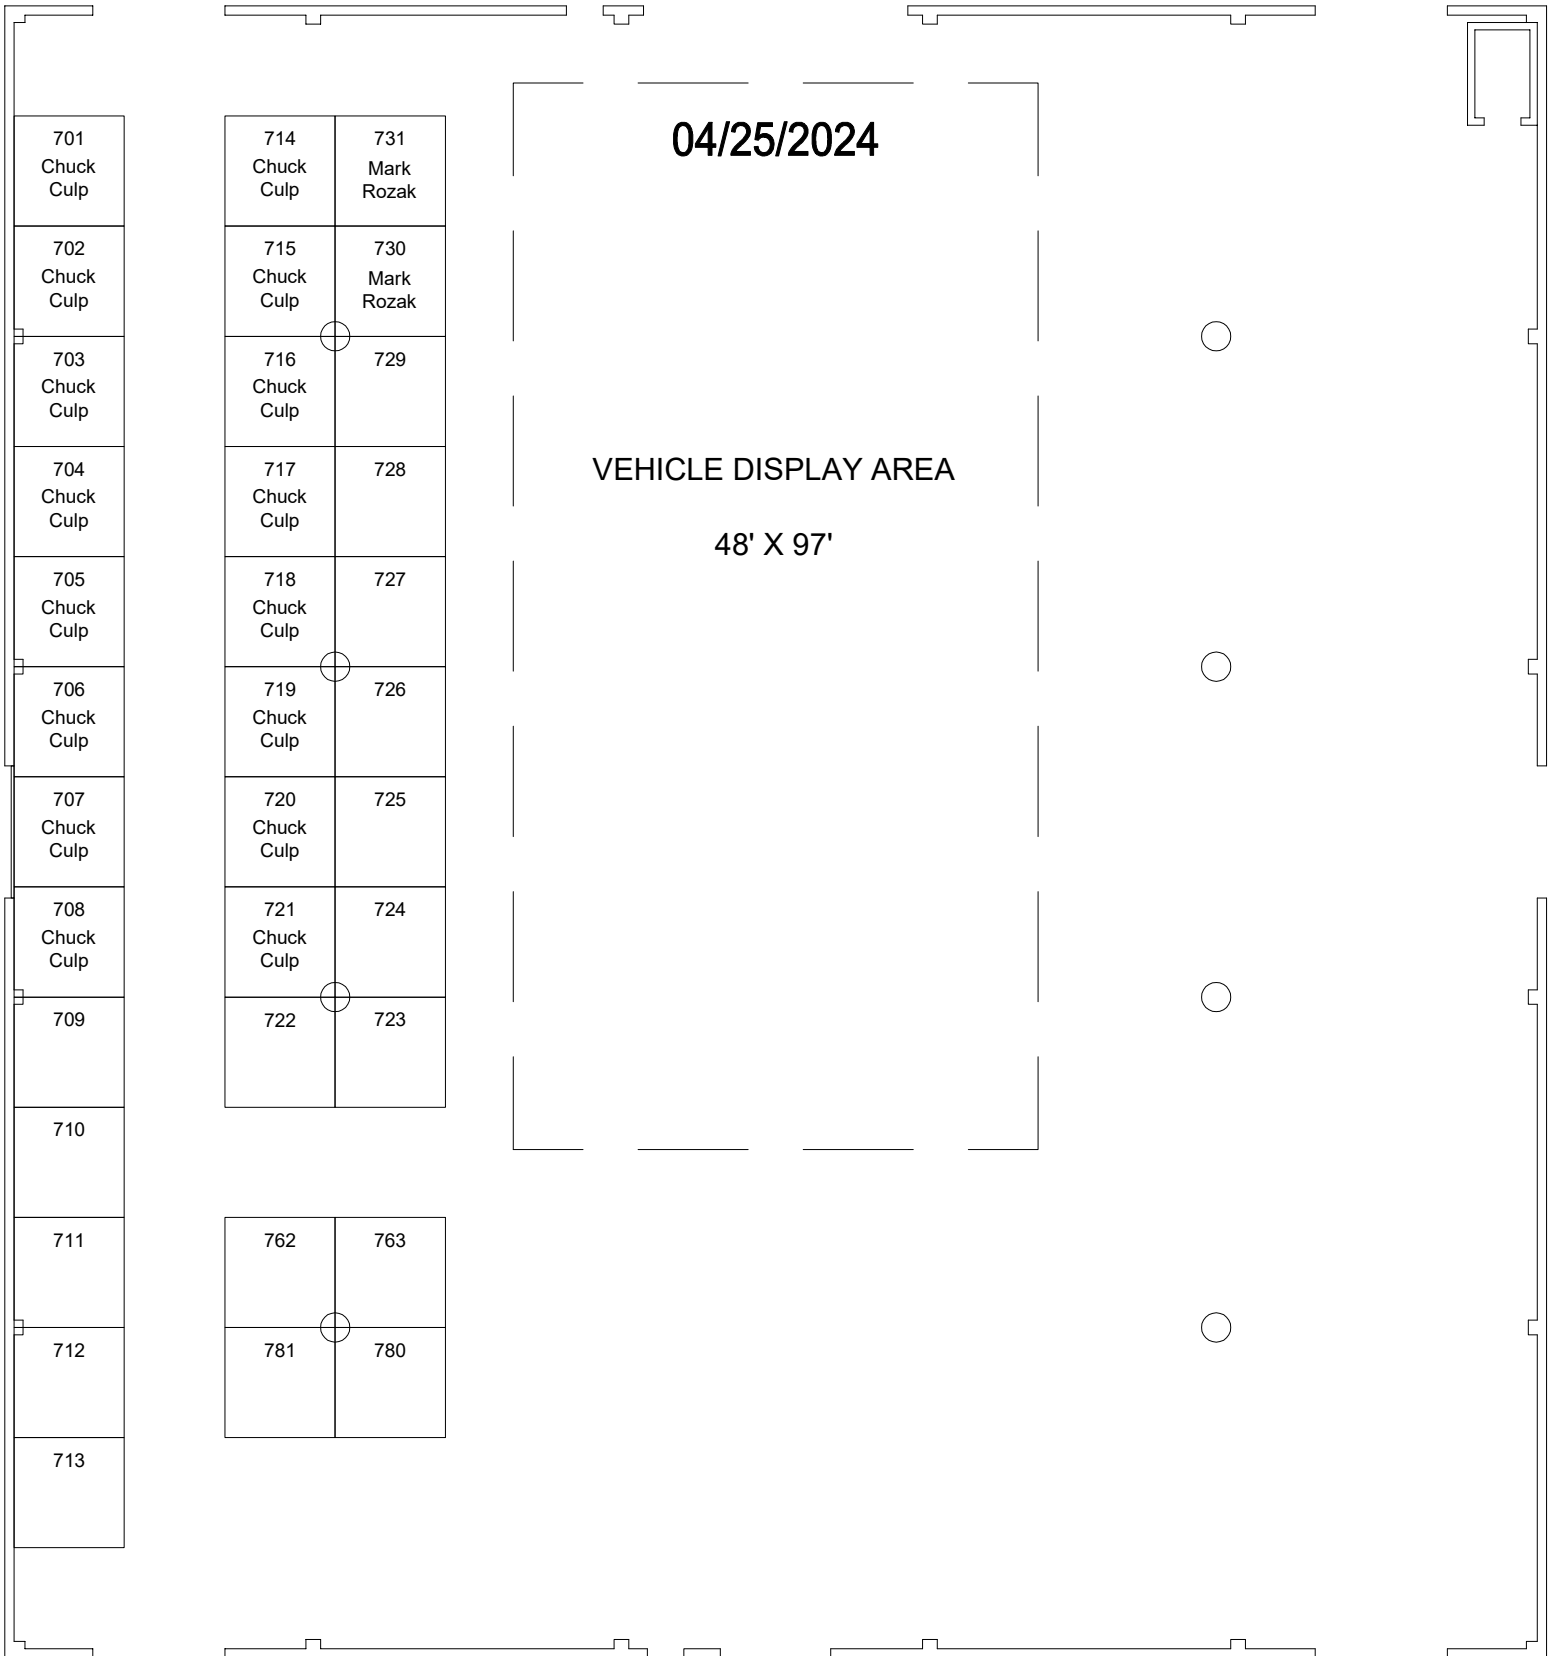 04/25/2024
VEHICLE DISPLAY AREA
48' X 97'
701
Chuck
Culp
702
Chuck
Culp
703
Chuck
Culp
704
Chuck
Culp
705
Chuck
Culp
706
Chuck
Culp
707
Chuck
Culp
708
Chuck
Culp
709
710
711
712
713
714
Chuck
Culp
715
Chuck
Culp
716
Chuck
Culp
717
Chuck
Culp
718
Chuck
Culp
719
Chuck
Culp
720
Chuck
Culp
721
Chuck
Culp
722
731
Mark
Rozak
730
Mark
Rozak
729
728
727
726
725
724
723
762
763
781
780